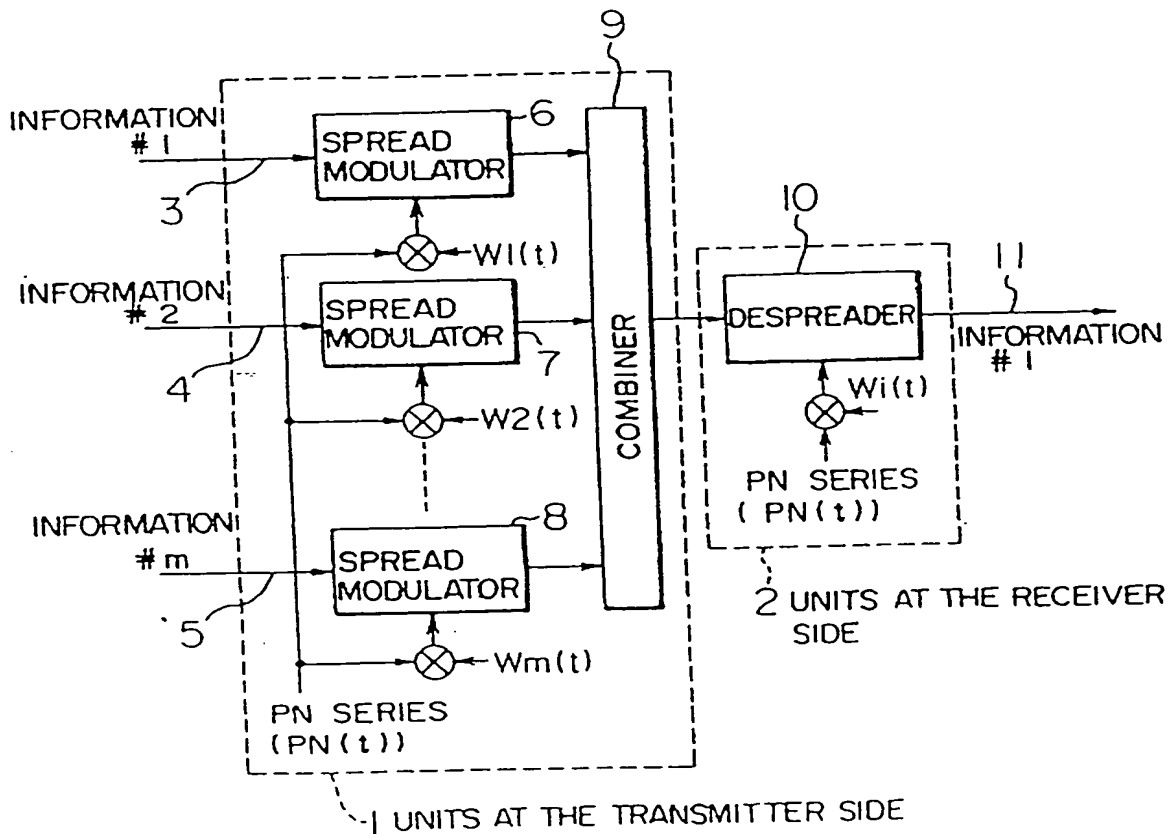 9
INFORMATION
#1
6
SPREAD
MODULATOR
3
W1(t)
10
11
INFORMATION
#2
SPREAD
MODULATOR
7
4
W2(t)
COMBINER
DESPREADER
INFORMATION
#1
Wi(t)
PN SERIES
(PN(t))
INFORMATION
#m
8
SPREAD
MODULATOR
5
Wm(t)
2 UNITS AT THE RECEIVER
SIDE
PN SERIES
(PN(t))
1 UNITS AT THE TRANSMITTER SIDE